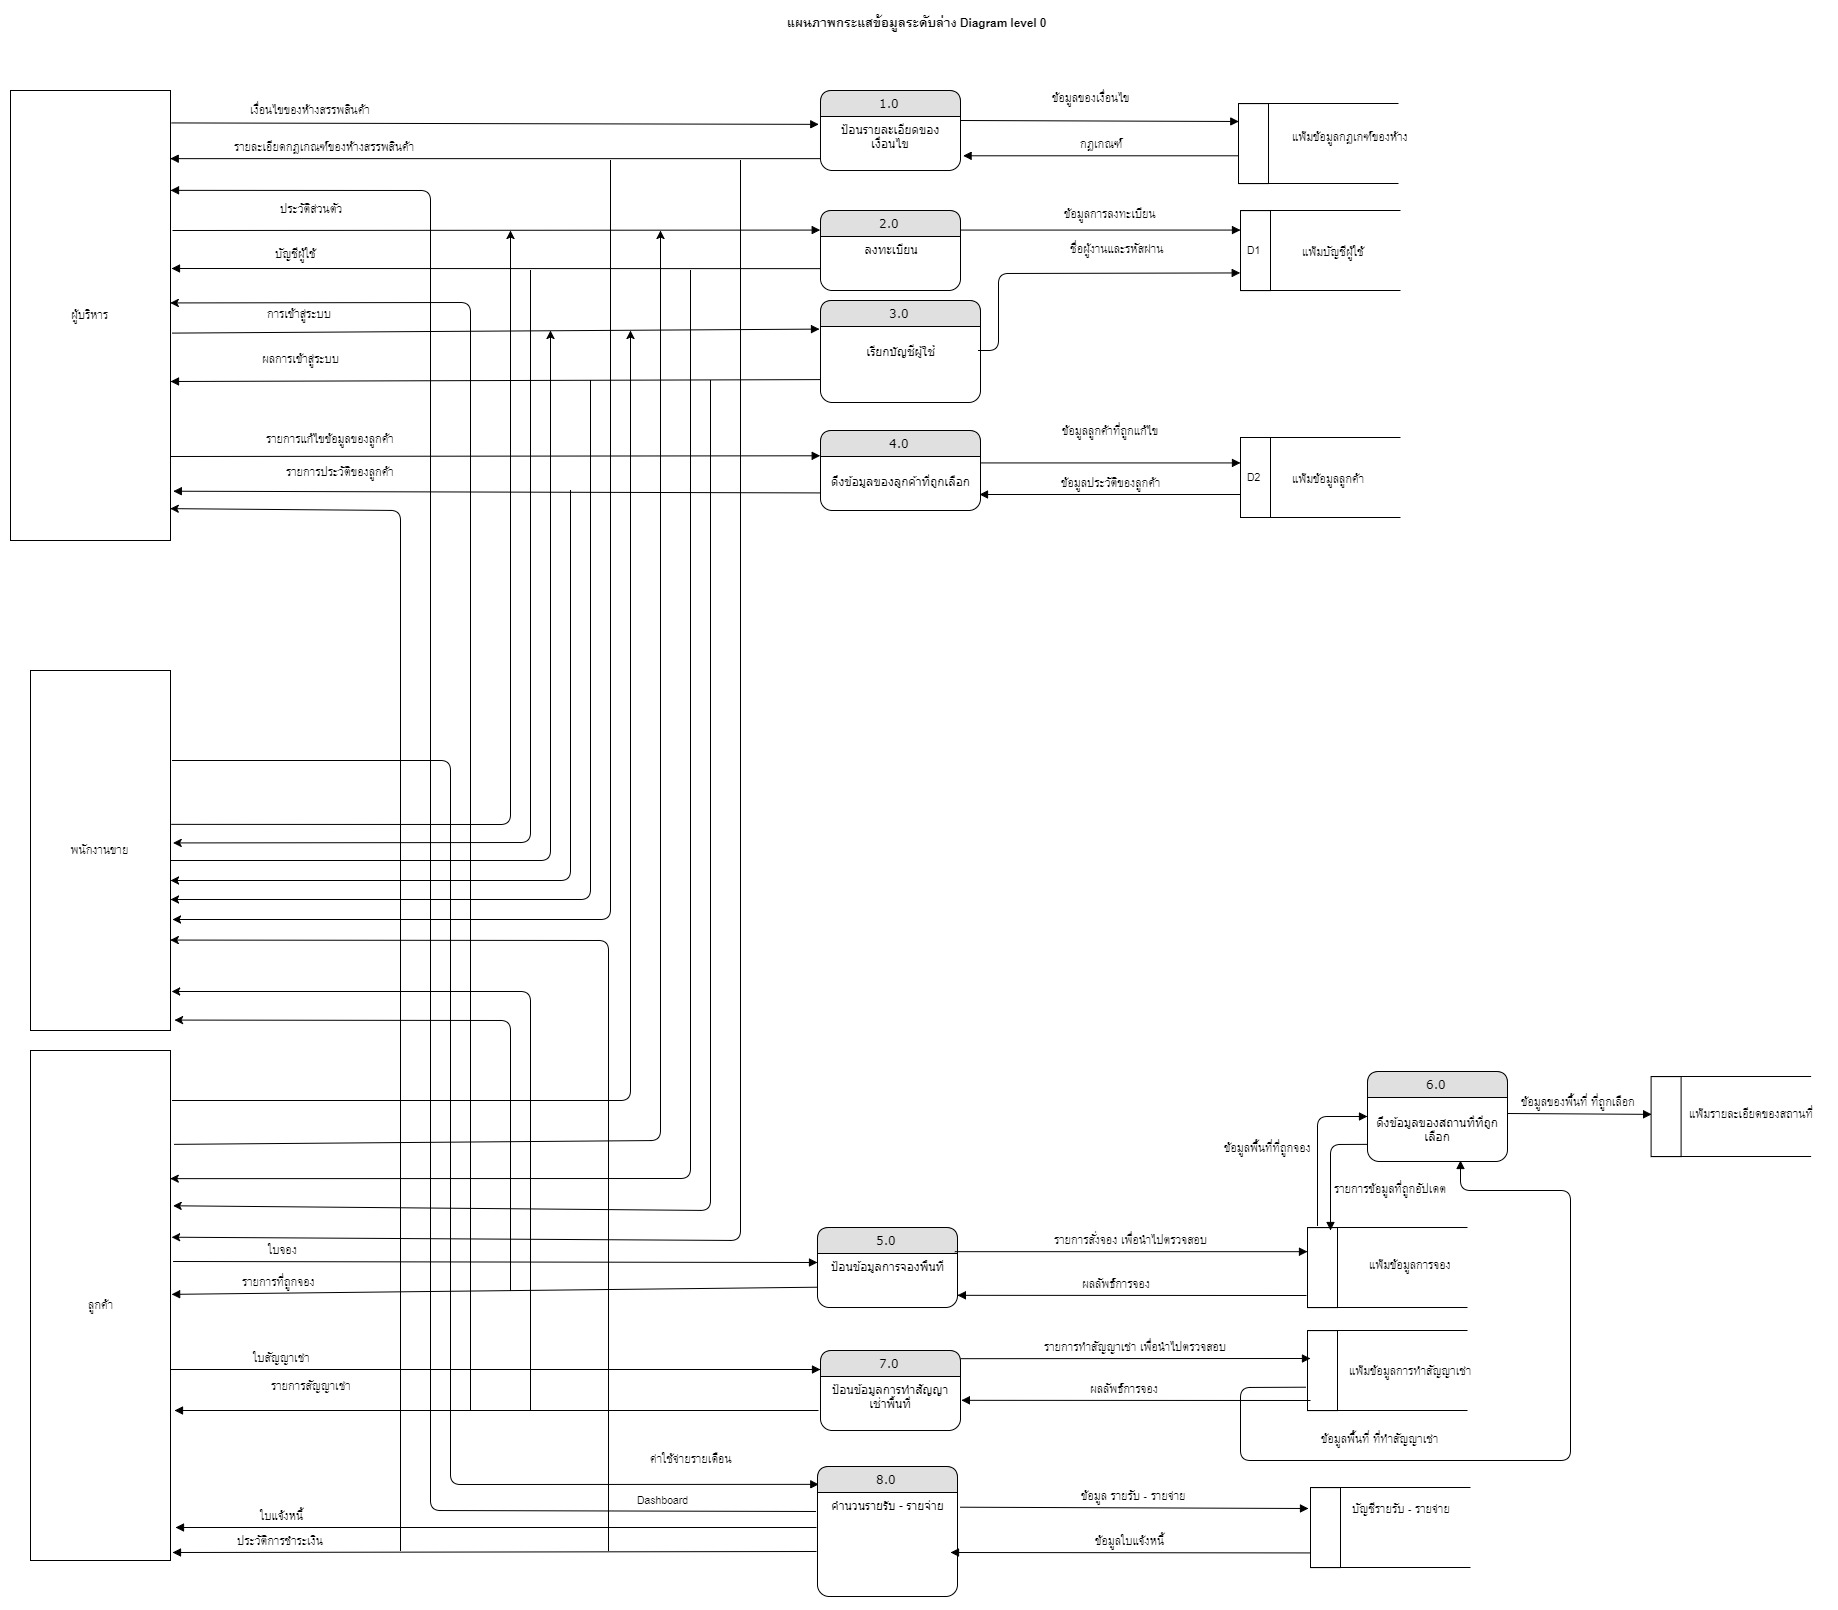 แผนภาพกระแสข้อมูลระดับล่าง Diagram level 0
เงื่อนไขของห้างสรรพสินค้า
1.0
ป้อนรายละเอียดของ
เงื่อนไข
ข้อมูลของเงื่อนไข
แฟ้มข้อมูลกฎเกฑ์ของห้าง
รายละเอียดกฎเกณฑ์ของห้างสรรพสินค้า
กฎเกณฑ์
ประวัติส่วนตัว
2.0
ลงทะเบียน
ข้อมูลการลงทะเบียน
D1
แฟ้มบัญชีผู้ใช้
บัญชีผู้ใช้
ชื่อผู้งานและรหัสผ่าน
ผู้บริหาร
การเข้าสู่ระบบ
3.0
เรียกบัญชีผู้ใช้
ผลการเข้าสู่ระบบ
รายการแก้ไขข้อมูลของลูกค้า
4.0
ดึงข้อมูลของลูกค้าที่ถูกเลือก
ข้อมูลลูกค้าที่ถูกแก้ไข
D2
แฟ้มข้อมูลลูกค้า
รายการประวัติของลูกค้า
ข้อมูลประวัติของลูกค้า
พนักงานขาย
6.0
ดึงข้อมูลของสถานที่ที่ถูก
เลือก
ข้อมูลของพื้นที่ ที่ถูกเลือก
แฟ้มรายละเอียดของสถานที่
ข้อมูลพื้นที่ที่ถูกจอง
รายการข้อมูลที่ถูกอัปเดต
ลูกค้า
ใบจอง
5.0
ป้อนข้อมูลการจองพื้นที่
รายการสั่งจอง เพื่อนำไปตรวจสอบ
แฟ้มข้อมูลการจอง
รายการที่ถูกจอง
ผลลัพธ์การจอง
ใบสัญญาเช่า
7.0
ป้อนข้อมูลการทำสัญญา
เช่าพื้นที่
รายการทำสัญญาเช่า เพื่อนำไปตรวจสอบ
แฟ้มข้อมูลการทำสัญญาเช่า
รายการสัญญาเช่า
ผลลัพธ์การจอง
ข้อมูลพื้นที่ ที่ทำสัญญาเช่า
ค่าใช้จ่ายรายเดือน
8.0
คำนวนรายรับ - รายจ่าย
Dashboard
ข้อมูล รายรับ - รายจ่าย
บัญชีรายรับ - รายจ่าย
ใบแจ้งหนี้
ประวัติการชำระเงิน
ข้อมูลใบแจ้งหนี้